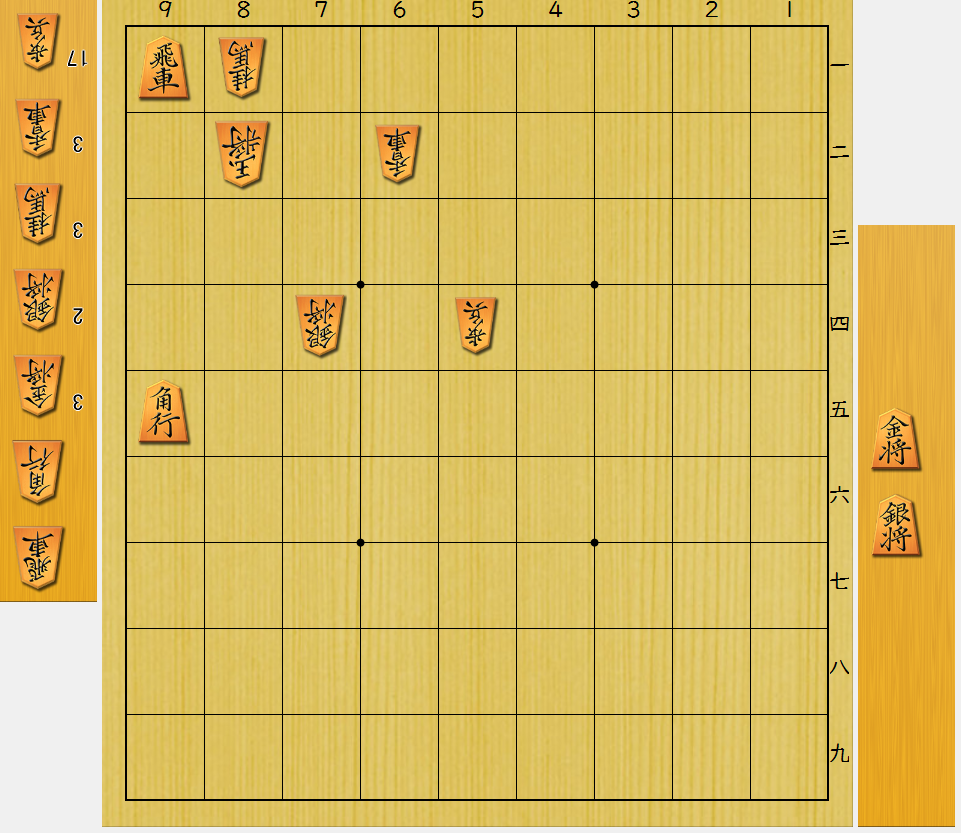 9 8 7 6 5 4 3 2 1
歩兵 17
香車 3
桂馬 3
銀将 2
金将 3
角行
飛車
飛車 桂馬 一
玉将 香車 二
三
銀将 歩兵 四
角行 五
六
七
八
九
金将
銀将